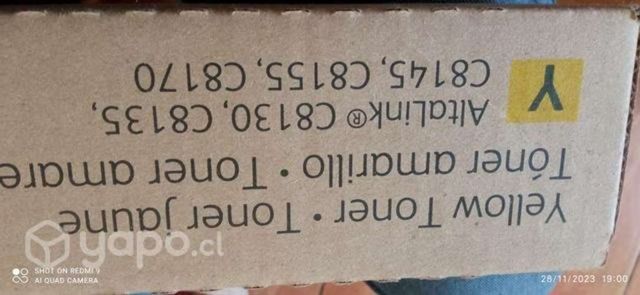 Yellow Toner • Toner jaune
Tóner amarillo • Toner amare
AltaLink® C8130, C8135,
C8145, C8155, C8170
Y
yapo.cl
SHOT ON REDMI 9
AI QUAD CAMERA
28/11/2023 19:00